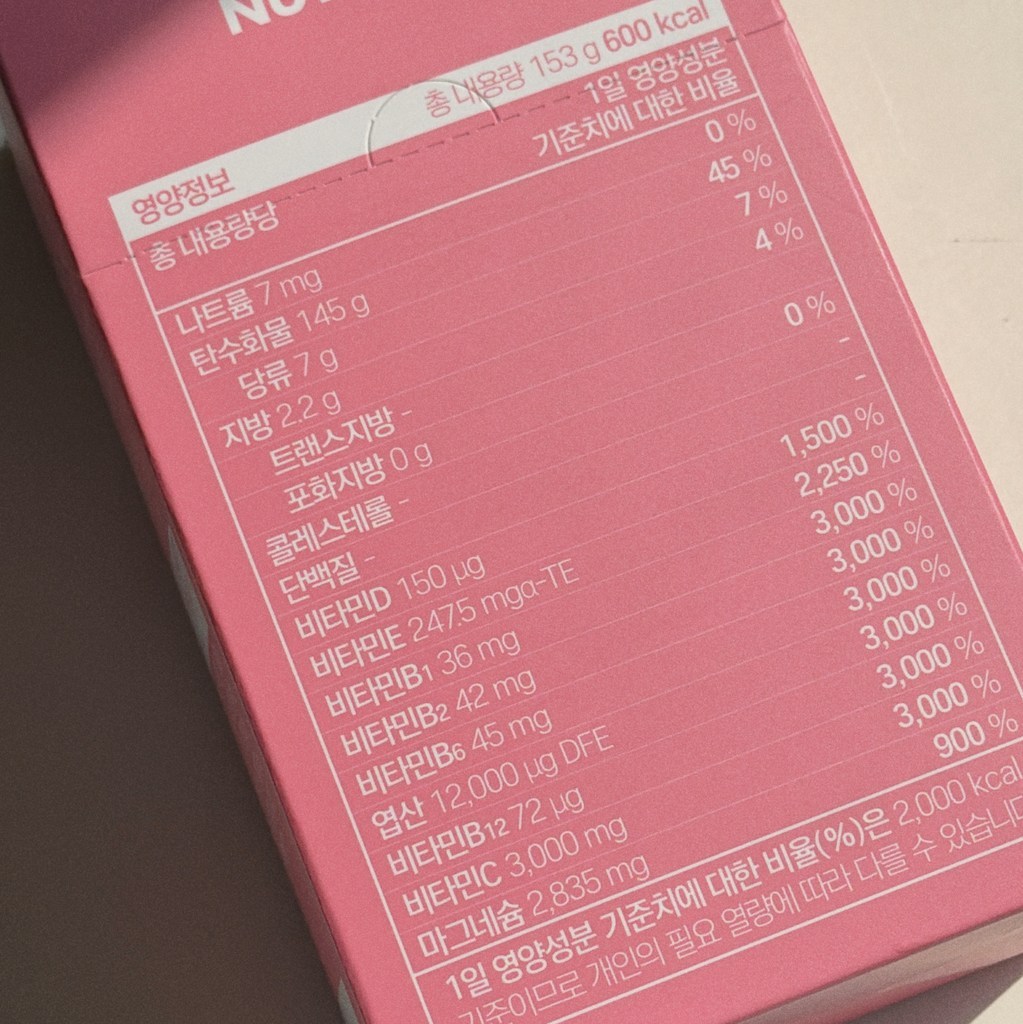 영양정보 총 내용량 153 g 600 kcal
총 내용량당 1일 영양성분
기준치에 대한 비율
나트륨 7 mg 0 %
탄수화물 145 g 45 %
당류 7 g 7 %
지방 2.2 g 4 %
트랜스지방 -
포화지방 0 g 0 %
콜레스테롤 - -
단백질 - -
비타민D 150 µg 1,500 %
비타민E 247.5 mgα-TE 2,250 %
비타민B1 36 mg 3,000 %
비타민B2 42 mg 3,000 %
비타민B6 45 mg 3,000 %
엽산 12,000 µg DFE 3,000 %
비타민B12 72 µg 3,000 %
비타민C 3,000 mg 3,000 %
마그네슘 2,835 mg 900 %
1일 영양성분 기준치에 대한 비율(%)은 2,000 kcal
기준이므로 개인의 필요 열량에 따라 다를 수 있습니다